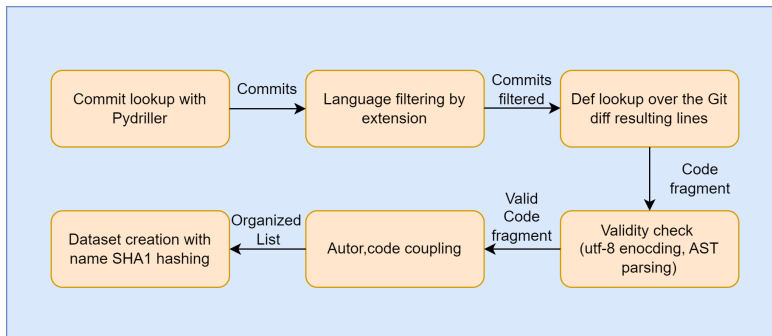 Commit lookup with
Pydriller
Commits
Language filtering by
extension
Commits
filtered
Def lookup over the Git
diff resulting lines
Code
fragment
Validity check
(utf-8 enocding, AST
parsing)
Valid
Code
fragment
Autor,code coupling
Organized
List
Dataset creation with
name SHA1 hashing